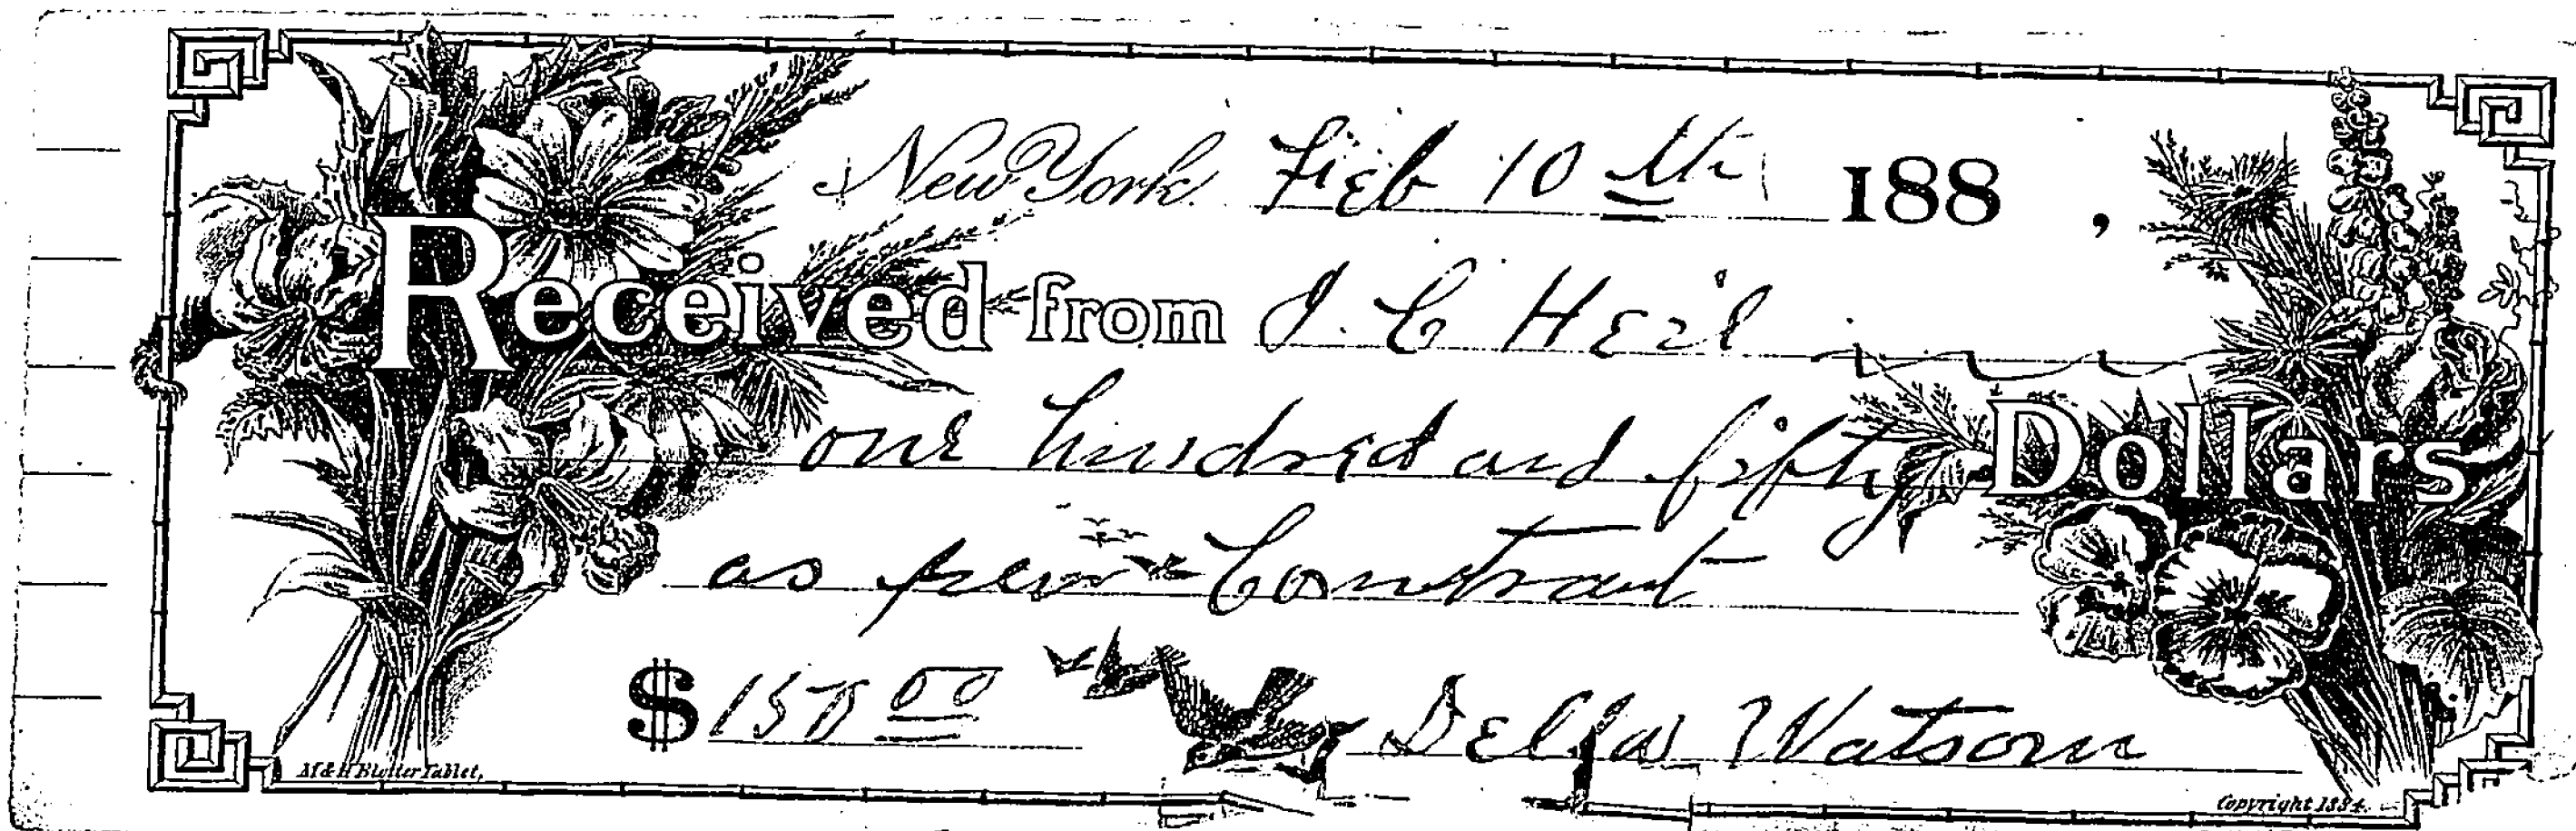 New York Feb 10th 188 ,
Received from J. C Heil
one hundred and fifty Dollars
as per Contract
$ 150 00 Della Watson
M & H Blotter Tablet,
Copyright 1884.